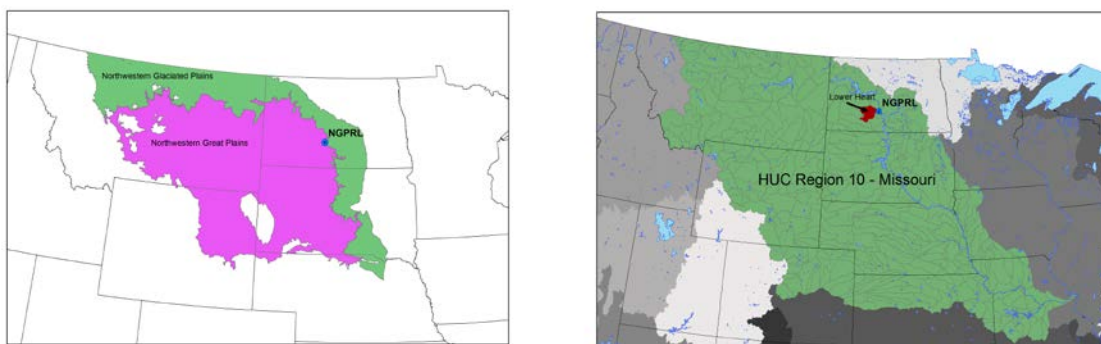 Northwestern Glaciated Plains
NGPRL
Northwestern Great Plains
Lower Heart
NGPRL
HUC Region 10 - Missouri